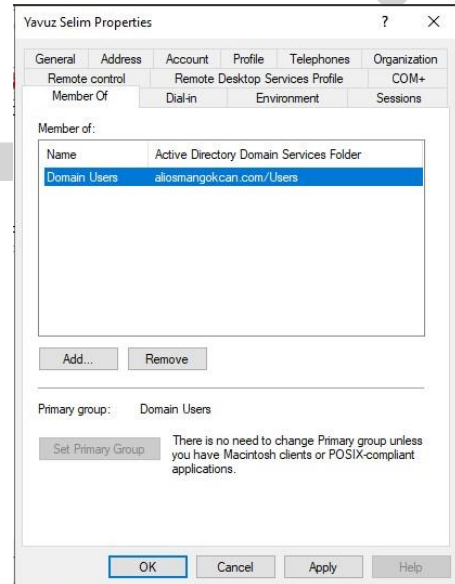 Yavuz Selim Properties
? X
General Address Account Profile Telephones Organization
Remote control Remote Desktop Services Profile COM+
Member Of Dial-in Environment Sessions
Member of:
Name Active Directory Domain Services Folder
Domain Users aliosmangokcan.com/Users
Add... Remove
Primary group: Domain Users
Set Primary Group
There is no need to change Primary group unless
you have Macintosh clients or POSIX-compliant
applications.
OK Cancel Apply Help